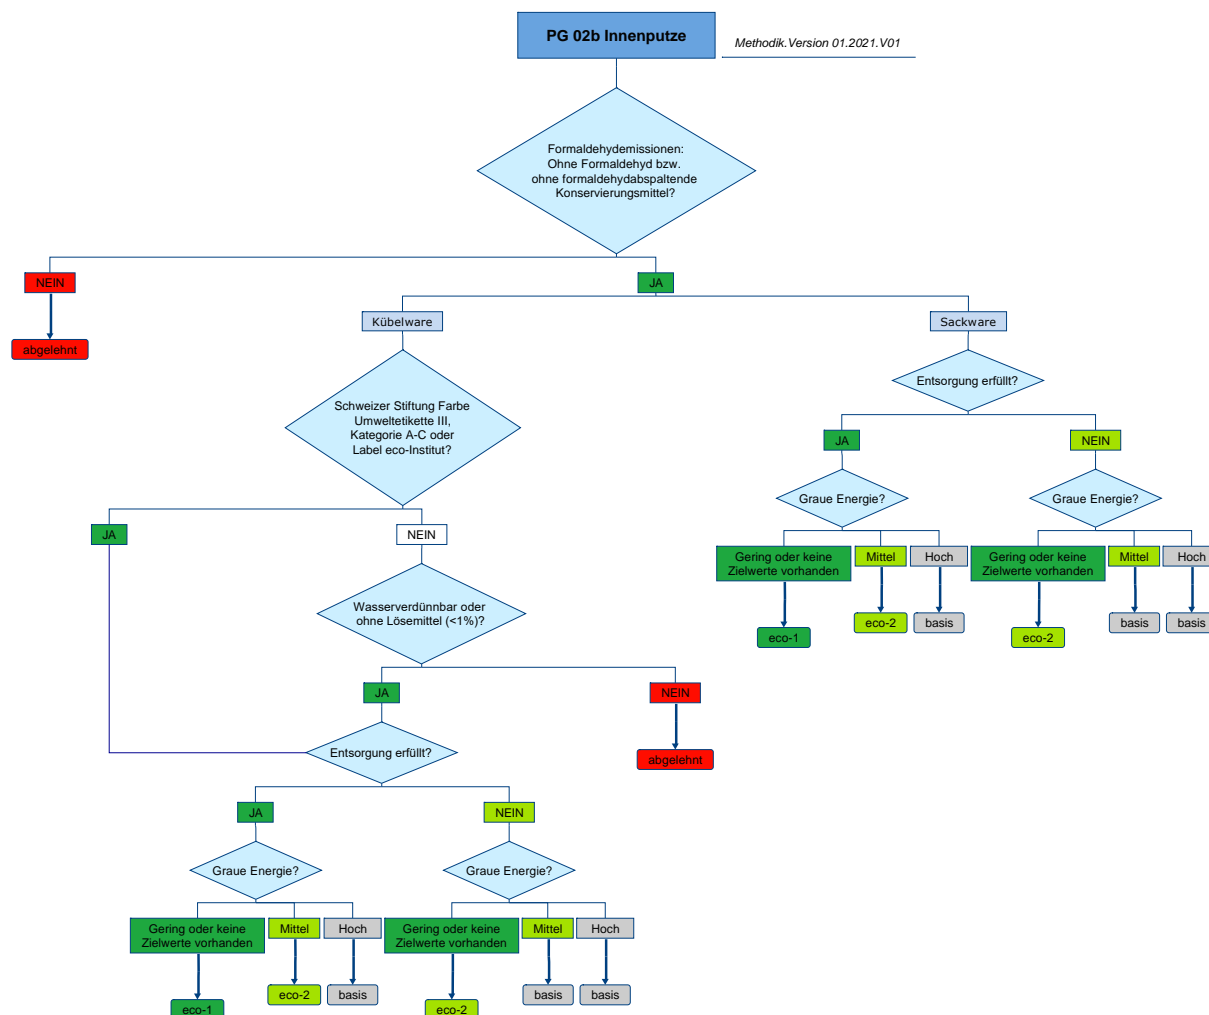 PG 02b Innenputze
Methodik.Version 01.2021.V01
Formaldehydemissionen:
Ohne Formaldehyd bzw.
ohne formaldehydabspaltende
Konservierungsmittel?
NEIN
JA
abgelehnt
Kübelware
Sackware
Schweizer Stiftung Farbe
Umweltetikette III,
Kategorie A-C oder
Label eco-Institut?
Entsorgung erfüllt?
JA
NEIN
Graue Energie?
Graue Energie?
Gering oder keine
Zielwerte vorhanden
Mittel
Hoch
Gering oder keine
Zielwerte vorhanden
Mittel
Hoch
eco-1
eco-2
basis
eco-2
basis
basis
JA
NEIN
Wasserverdünnbar oder
ohne Lösemittel (<1%)?
JA
NEIN
abgelehnt
Entsorgung erfüllt?
JA
NEIN
Graue Energie?
Graue Energie?
Gering oder keine
Zielwerte vorhanden
Mittel
Hoch
Gering oder keine
Zielwerte vorhanden
Mittel
Hoch
eco-1
eco-2
basis
eco-2
basis
basis